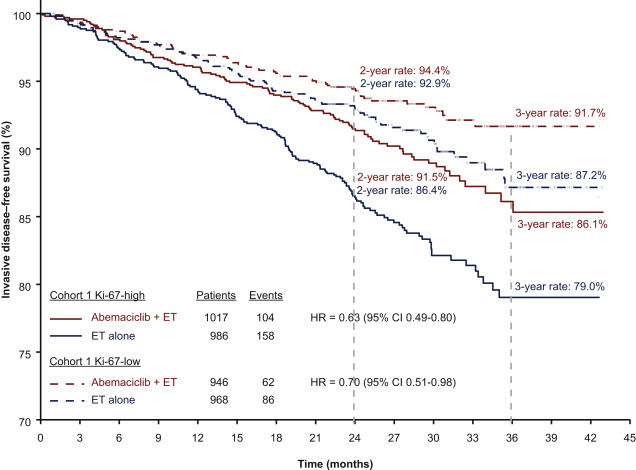 Invasive disease–free survival (%)
100
95
90
85
80
75
70
2-year rate: 94.4%
2-year rate: 92.9%
3-year rate: 91.7%
2-year rate: 91.5%
2-year rate: 86.4%
3-year rate: 87.2%
3-year rate: 86.1%
3-year rate: 79.0%
Cohort 1 Ki-67-high Patients Events
Abemaciclib + ET 1017 104 HR = 0.63 (95% CI 0.49-0.80)
ET alone 986 158
Cohort 1 Ki-67-low
Abemaciclib + ET 946 62 HR = 0.70 (95% CI 0.51-0.98)
ET alone 968 86
0 3 6 9 12 15 18 21 24 27 30 33 36 39 42 45
Time (months)